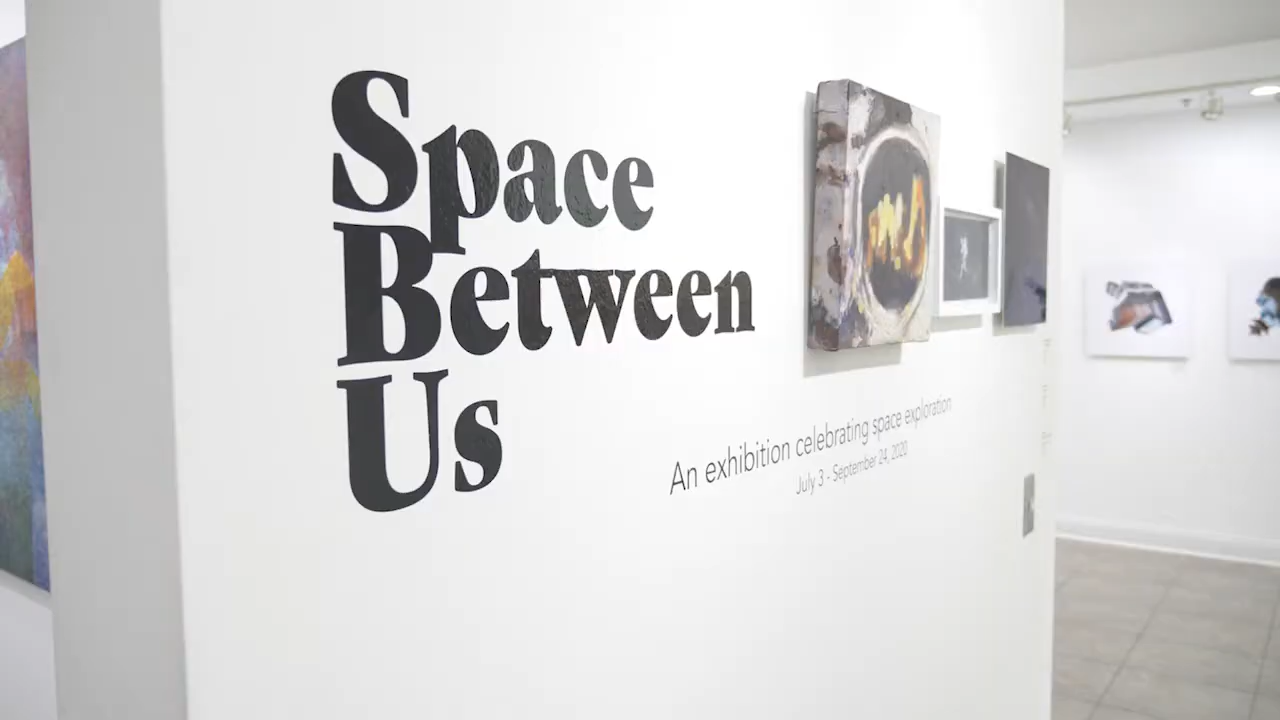 Space
Between
Us
An exhibition celebrating space exploration
July 3 - September 24, 2020